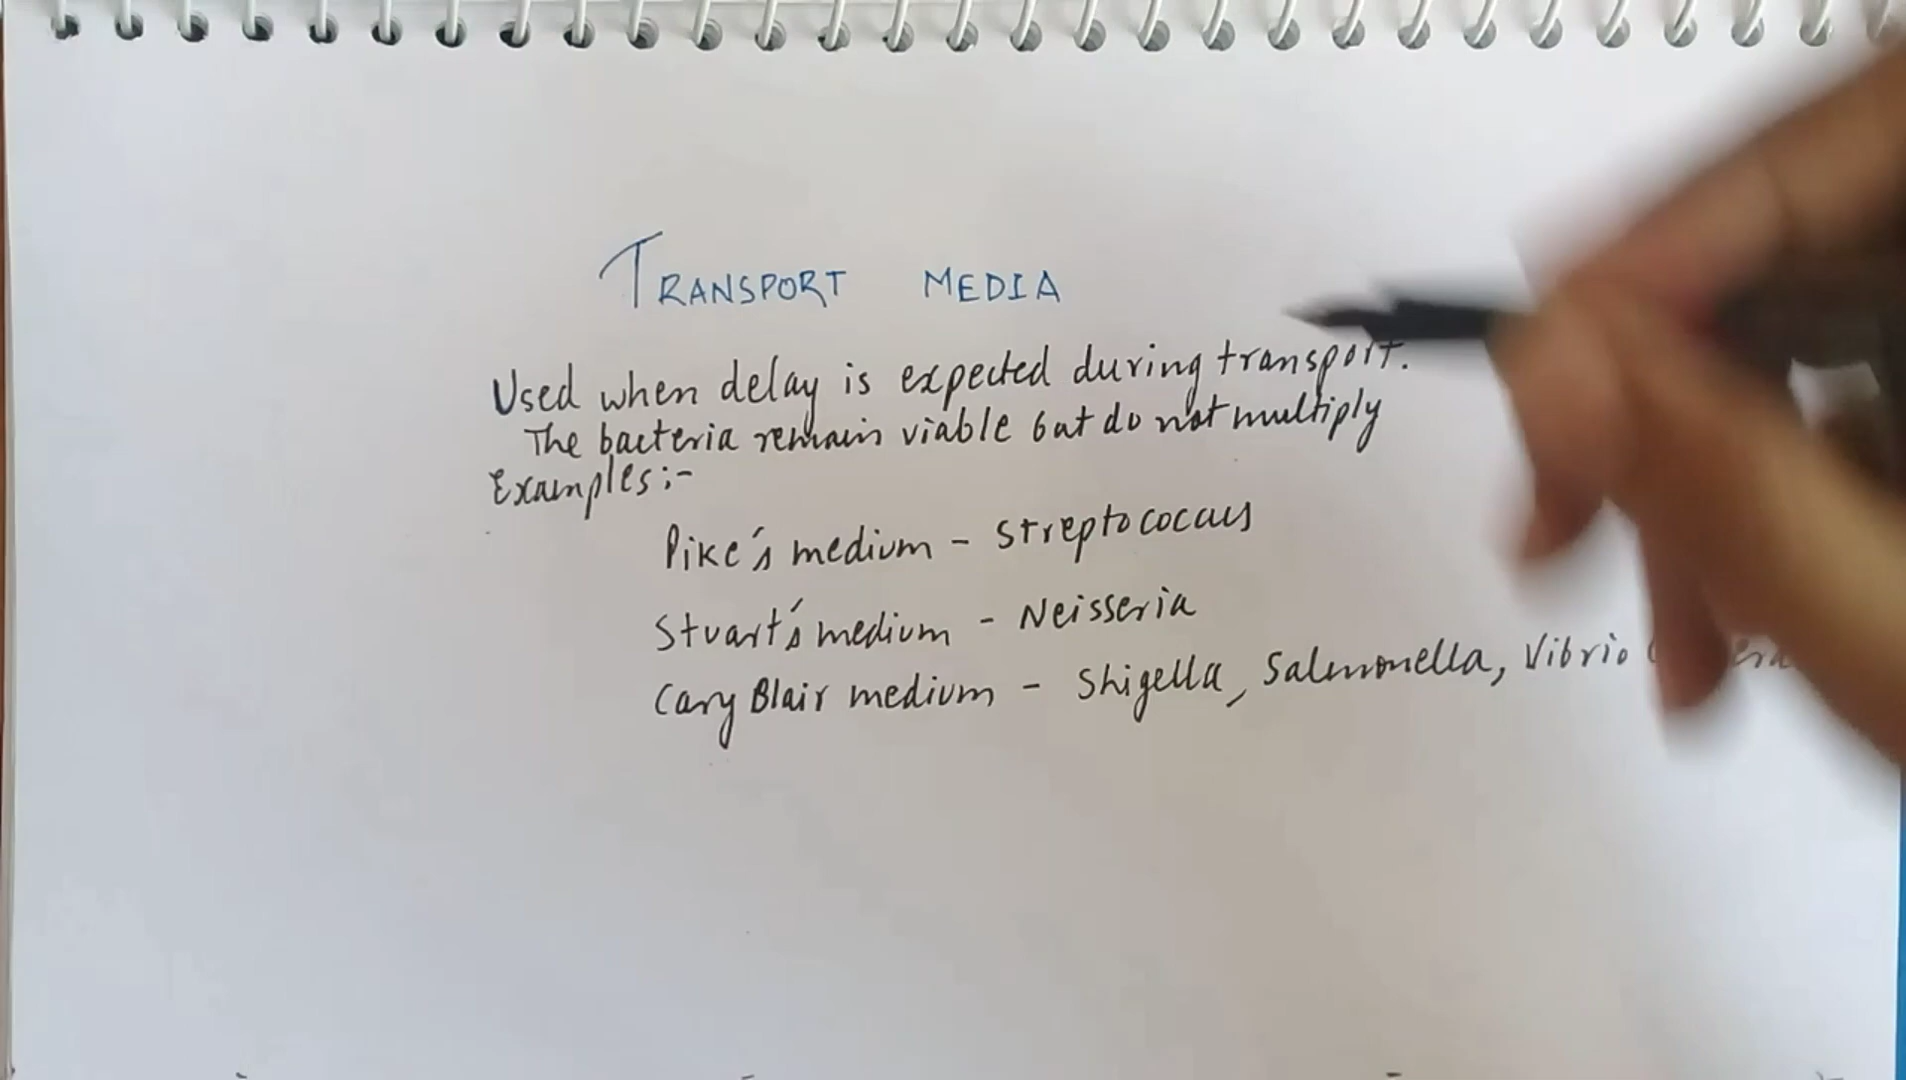 TRANSPORT MEDIA
Used when delay is expected during transport.
The bacteria remain viable but do not multiply
Examples:-
Pike's medium - Streptococcus
Stuart's medium - Neisseria
Cary Blair medium - Shigella, Salmonella, Vibrio